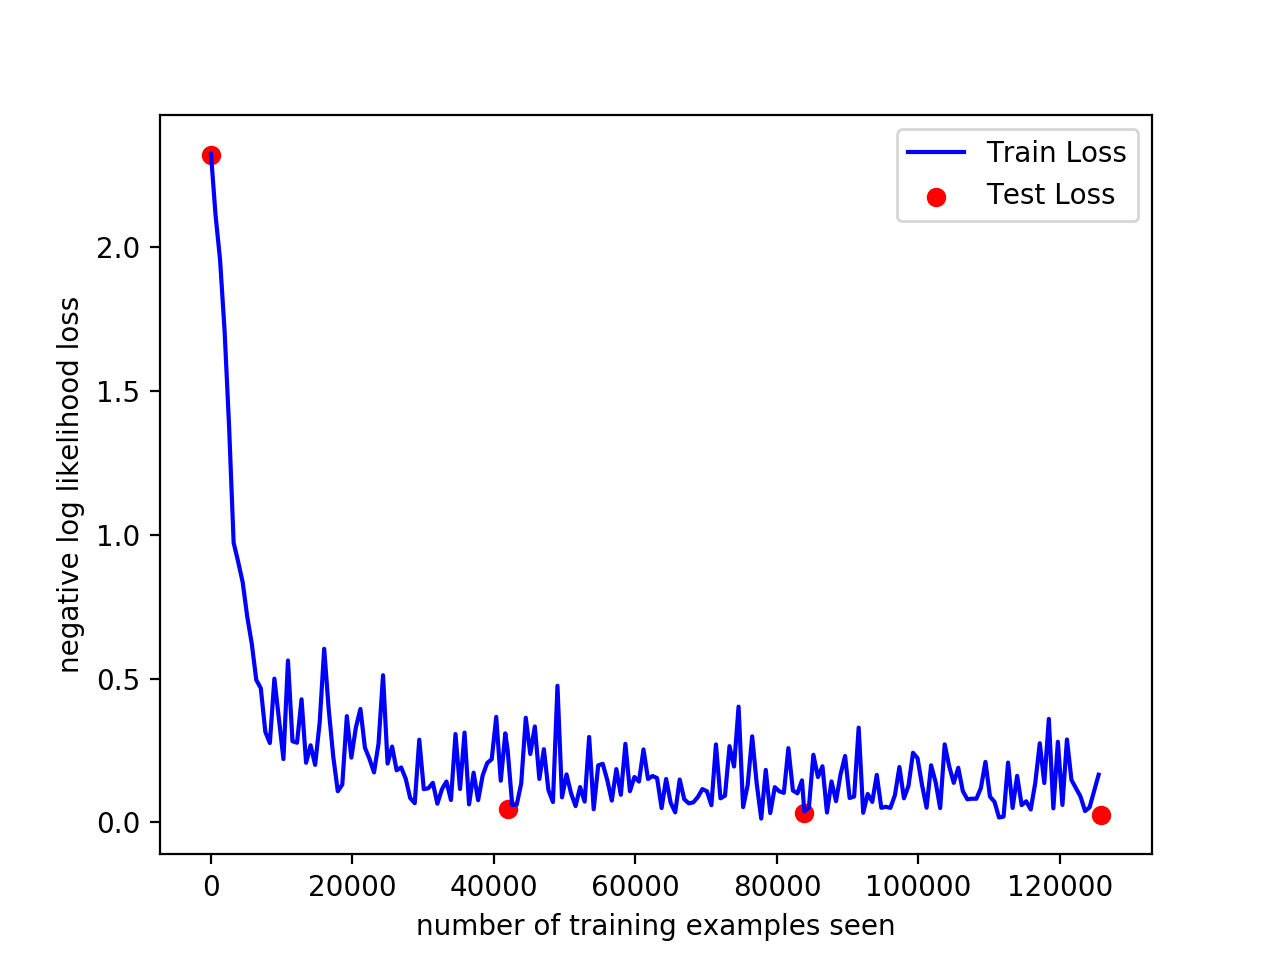 Train Loss
Test Loss
negative log likelihood loss
2.0
1.5
1.0
0.5
0.0
0 20000 40000 60000 80000 100000 120000
number of training examples seen